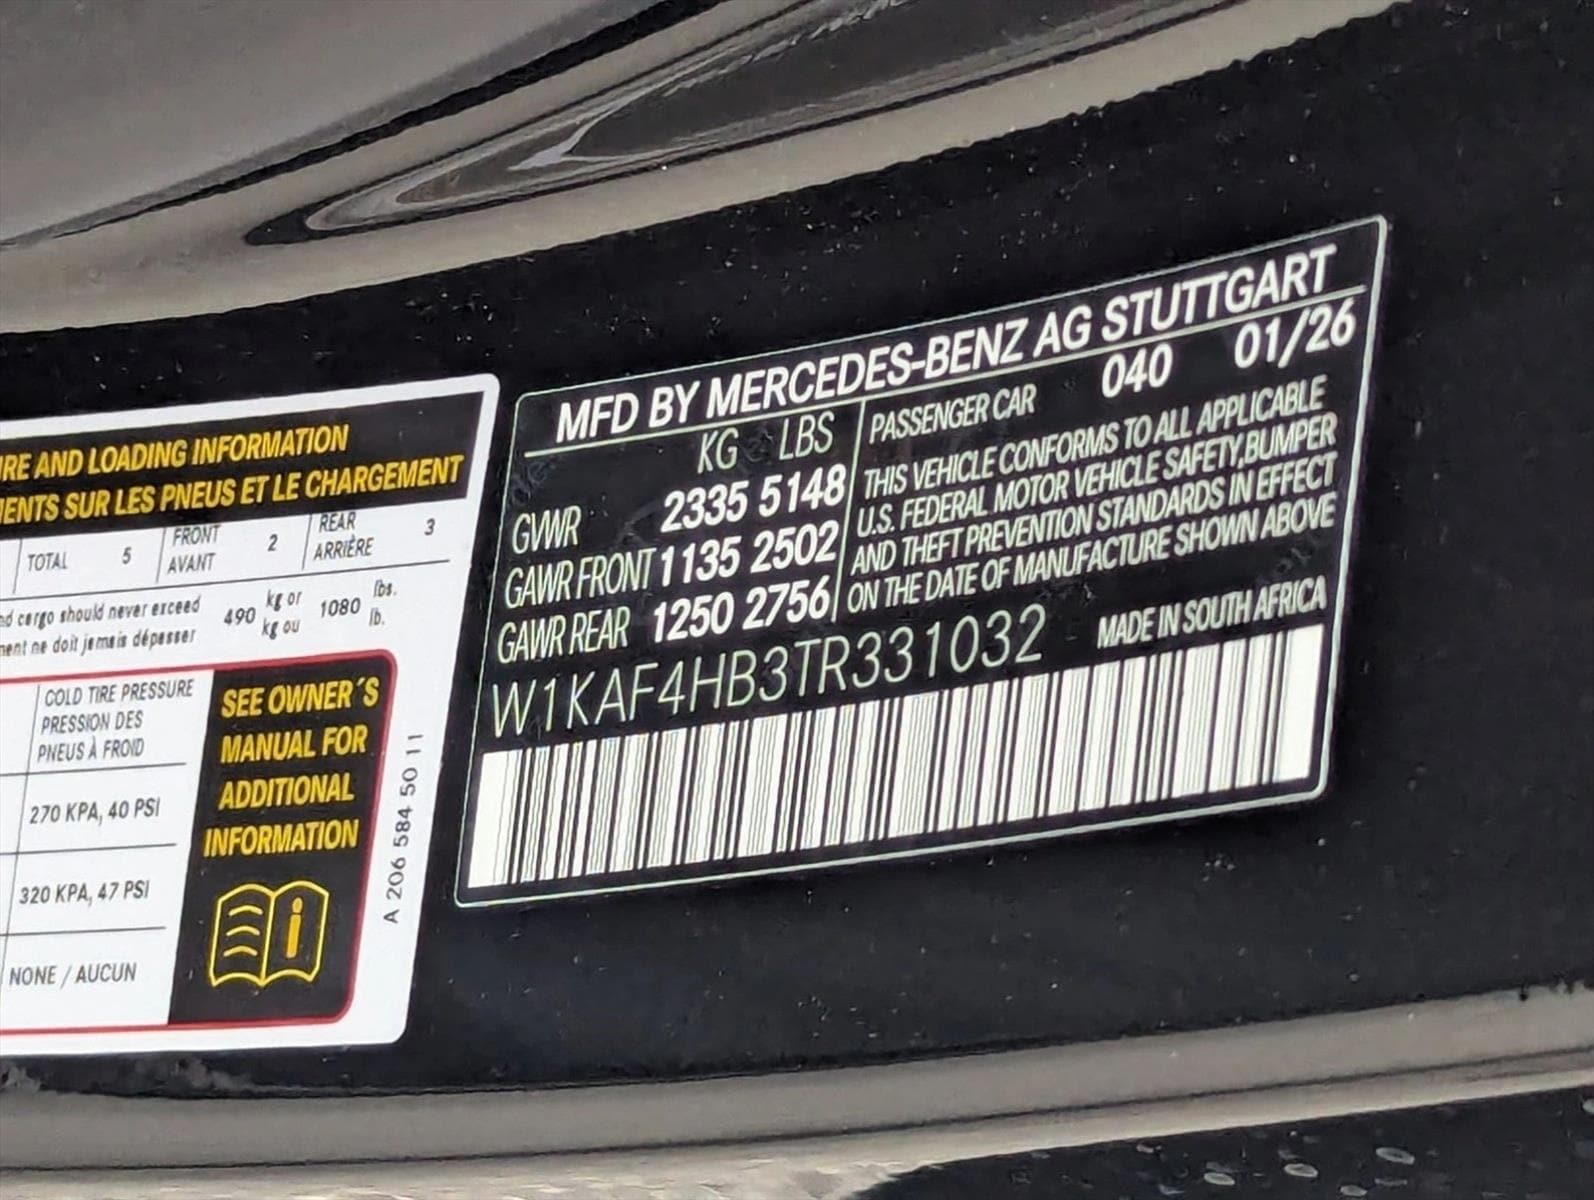 IRE AND LOADING INFORMATION
MENTS SUR LES PNEUS ET LE CHARGEMENT
TOTAL 5 FRONT AVANT 2 REAR ARRIÈRE 3
nd cargo should never exceed
ment ne doit jamais dépasser
490 kg or 1080 lbs.
kg ou lb.
COLD TIRE PRESSURE
PRESSION DES
PNEUS À FROID
270 KPA, 40 PSI
320 KPA, 47 PSI
NONE / AUCUN
SEE OWNER´S
MANUAL FOR
ADDITIONAL
INFORMATION
A 206 584 50 11
MFD BY MERCEDES-BENZ AG STUTTGART
KG LBS
GVWR 2335 5148
GAWR FRONT 1135 2502
GAWR REAR 1250 2756
PASSENGER CAR 040 01/26
THIS VEHICLE CONFORMS TO ALL APPLICABLE
U.S. FEDERAL MOTOR VEHICLE SAFETY,BUMPER
AND THEFT PREVENTION STANDARDS IN EFFECT
ON THE DATE OF MANUFACTURE SHOWN ABOVE
W1KAF4HB3TR331032 MADE IN SOUTH AFRICA